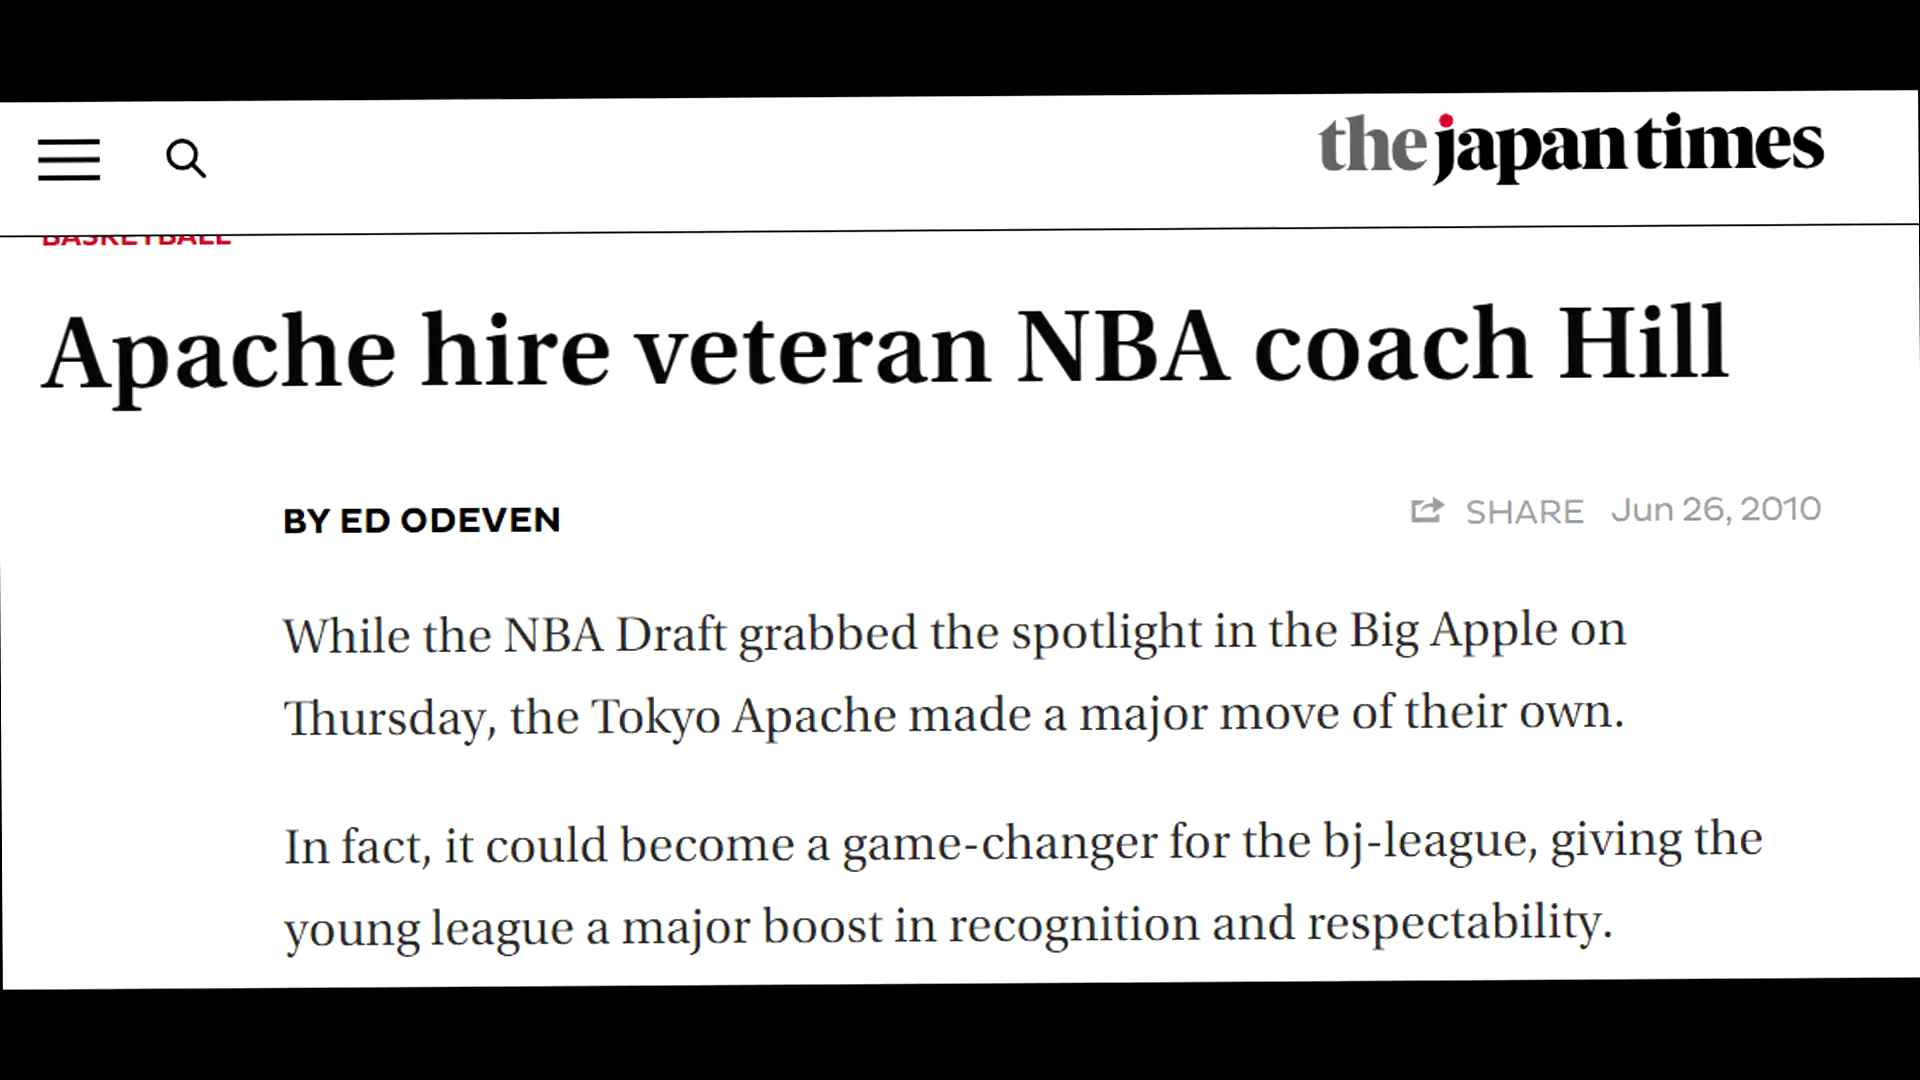 the japan times
BASKETBALL
Apache hire veteran NBA coach Hill
BY ED ODEVEN
SHARE Jun 26, 2010
While the NBA Draft grabbed the spotlight in the Big Apple on
Thursday, the Tokyo Apache made a major move of their own.
In fact, it could become a game-changer for the bj-league, giving the
young league a major boost in recognition and respectability.